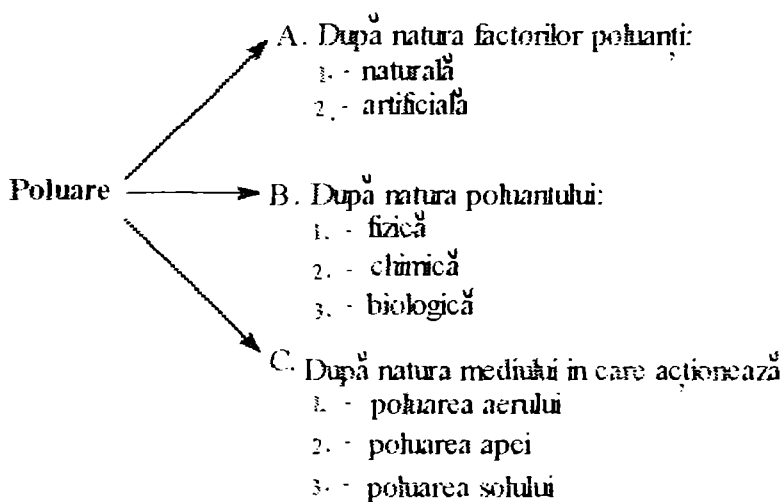 A. După natura factorilor poluanți:
1. - naturală
2. - artificială
Poluare
B. După natura poluantului:
1. - fizică
2. - chimică
3. - biologică
C. După natura mediului in care acționează
1. - poluarea aerului
2. - poluarea apei
3. - poluarea solului